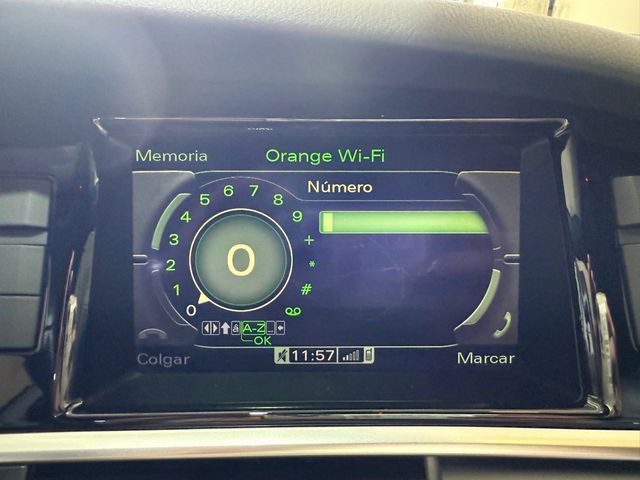 Memoria
Orange Wi-Fi
Número
0 1 2 3 4 5 6 7 8 9 + * #
0
A-Z
OK
11:57
Colgar
Marcar